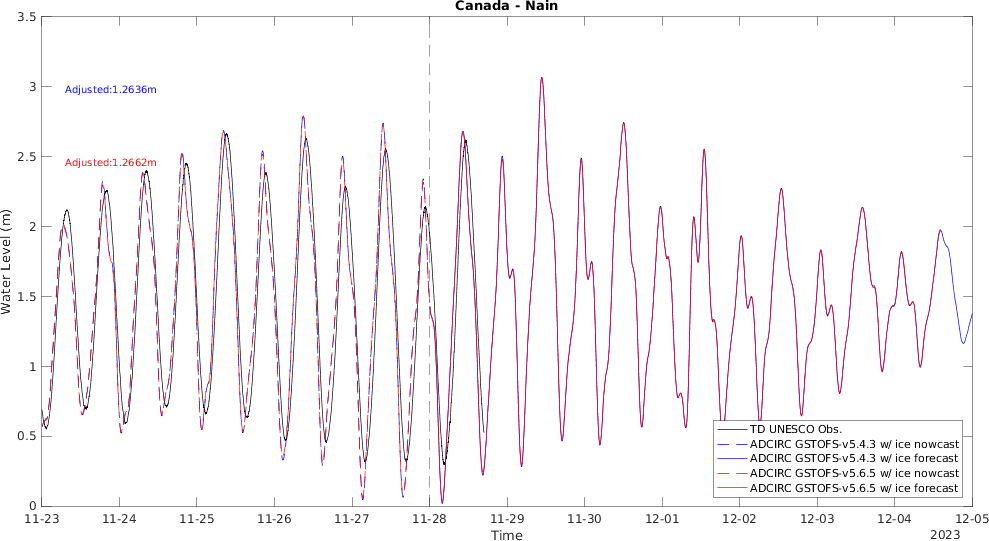 Canada - Nain
3.5
3
2.5
2
1.5
1
0.5
0
Water Level (m)
Adjusted:1.2636m
Adjusted:1.2662m
TD UNESCO Obs.
ADCIRC GSTOFS-v5.4.3 w/ ice nowcast
ADCIRC GSTOFS-v5.4.3 w/ ice forecast
ADCIRC GSTOFS-v5.6.5 w/ ice nowcast
ADCIRC GSTOFS-v5.6.5 w/ ice forecast
11-23 11-24 11-25 11-26 11-27 11-28 11-29 11-30 12-01 12-02 12-03 12-04 12-05
Time
2023